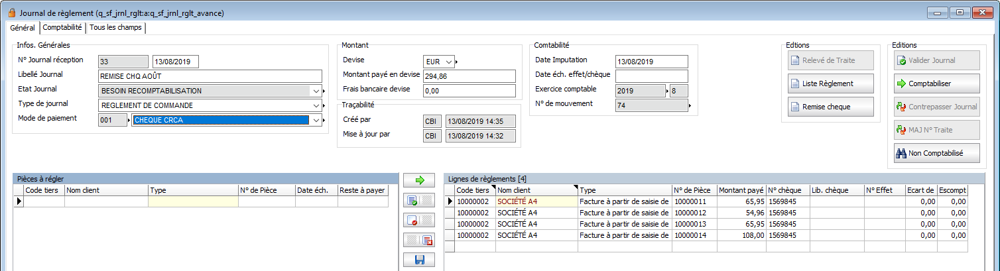 Journal de règlement (q_sf_jrnl_rglt:a:q_sf_jrnl_rglt_avance)
Général Comptabilité Tous les champs
Infos. Générales
N° Journal réception 33 13/08/2019
Libellé Journal REMISE CHQ AOÛT
Etat Journal BESOIN RECOMPTABILISATION
Type de journal REGLEMENT DE COMMANDE
Mode de paiement 001 CHEQUE CRCA
Montant
Devise EUR
Montant payé en devise 294,86
Frais bancaire devise 0,00
Traçabilité
Créé par CBI 13/08/2019 14:35
Mise à jour par CBI 13/08/2019 14:32
Comtabilité
Date Imputation 13/08/2019
Date éch. effet/chèque
Exercice comptable 2019 8
N° de mouvement 74
Editions
Relevé de Traite
Liste Règlement
Remise cheque
Editions
Valider Journal
Comptabiliser
Contrepasser Journal
MAJ N° Traite
Non Comptabilisé
Pièces à régler
Code tiers Nom client Type N° de Pièce Date éch. Reste à payer
Lignes de règlements [4]
Code tiers Nom client Type N° de Pièce Montant payé N° chèque Lib. chèque N° Effet Ecart de Escompt
10000002 SOCIÉTÉ A4 Facture à partir de saisie de 10000011 65,95 1569845 0,00 0,00
10000002 SOCIÉTÉ A4 Facture à partir de saisie de 10000012 54,96 1569845 0,00 0,00
10000002 SOCIÉTÉ A4 Facture à partir de saisie de 10000013 65,95 1569845 0,00 0,00
10000002 SOCIÉTÉ A4 Facture à partir de saisie de 10000014 108,00 1569845 0,00 0,00